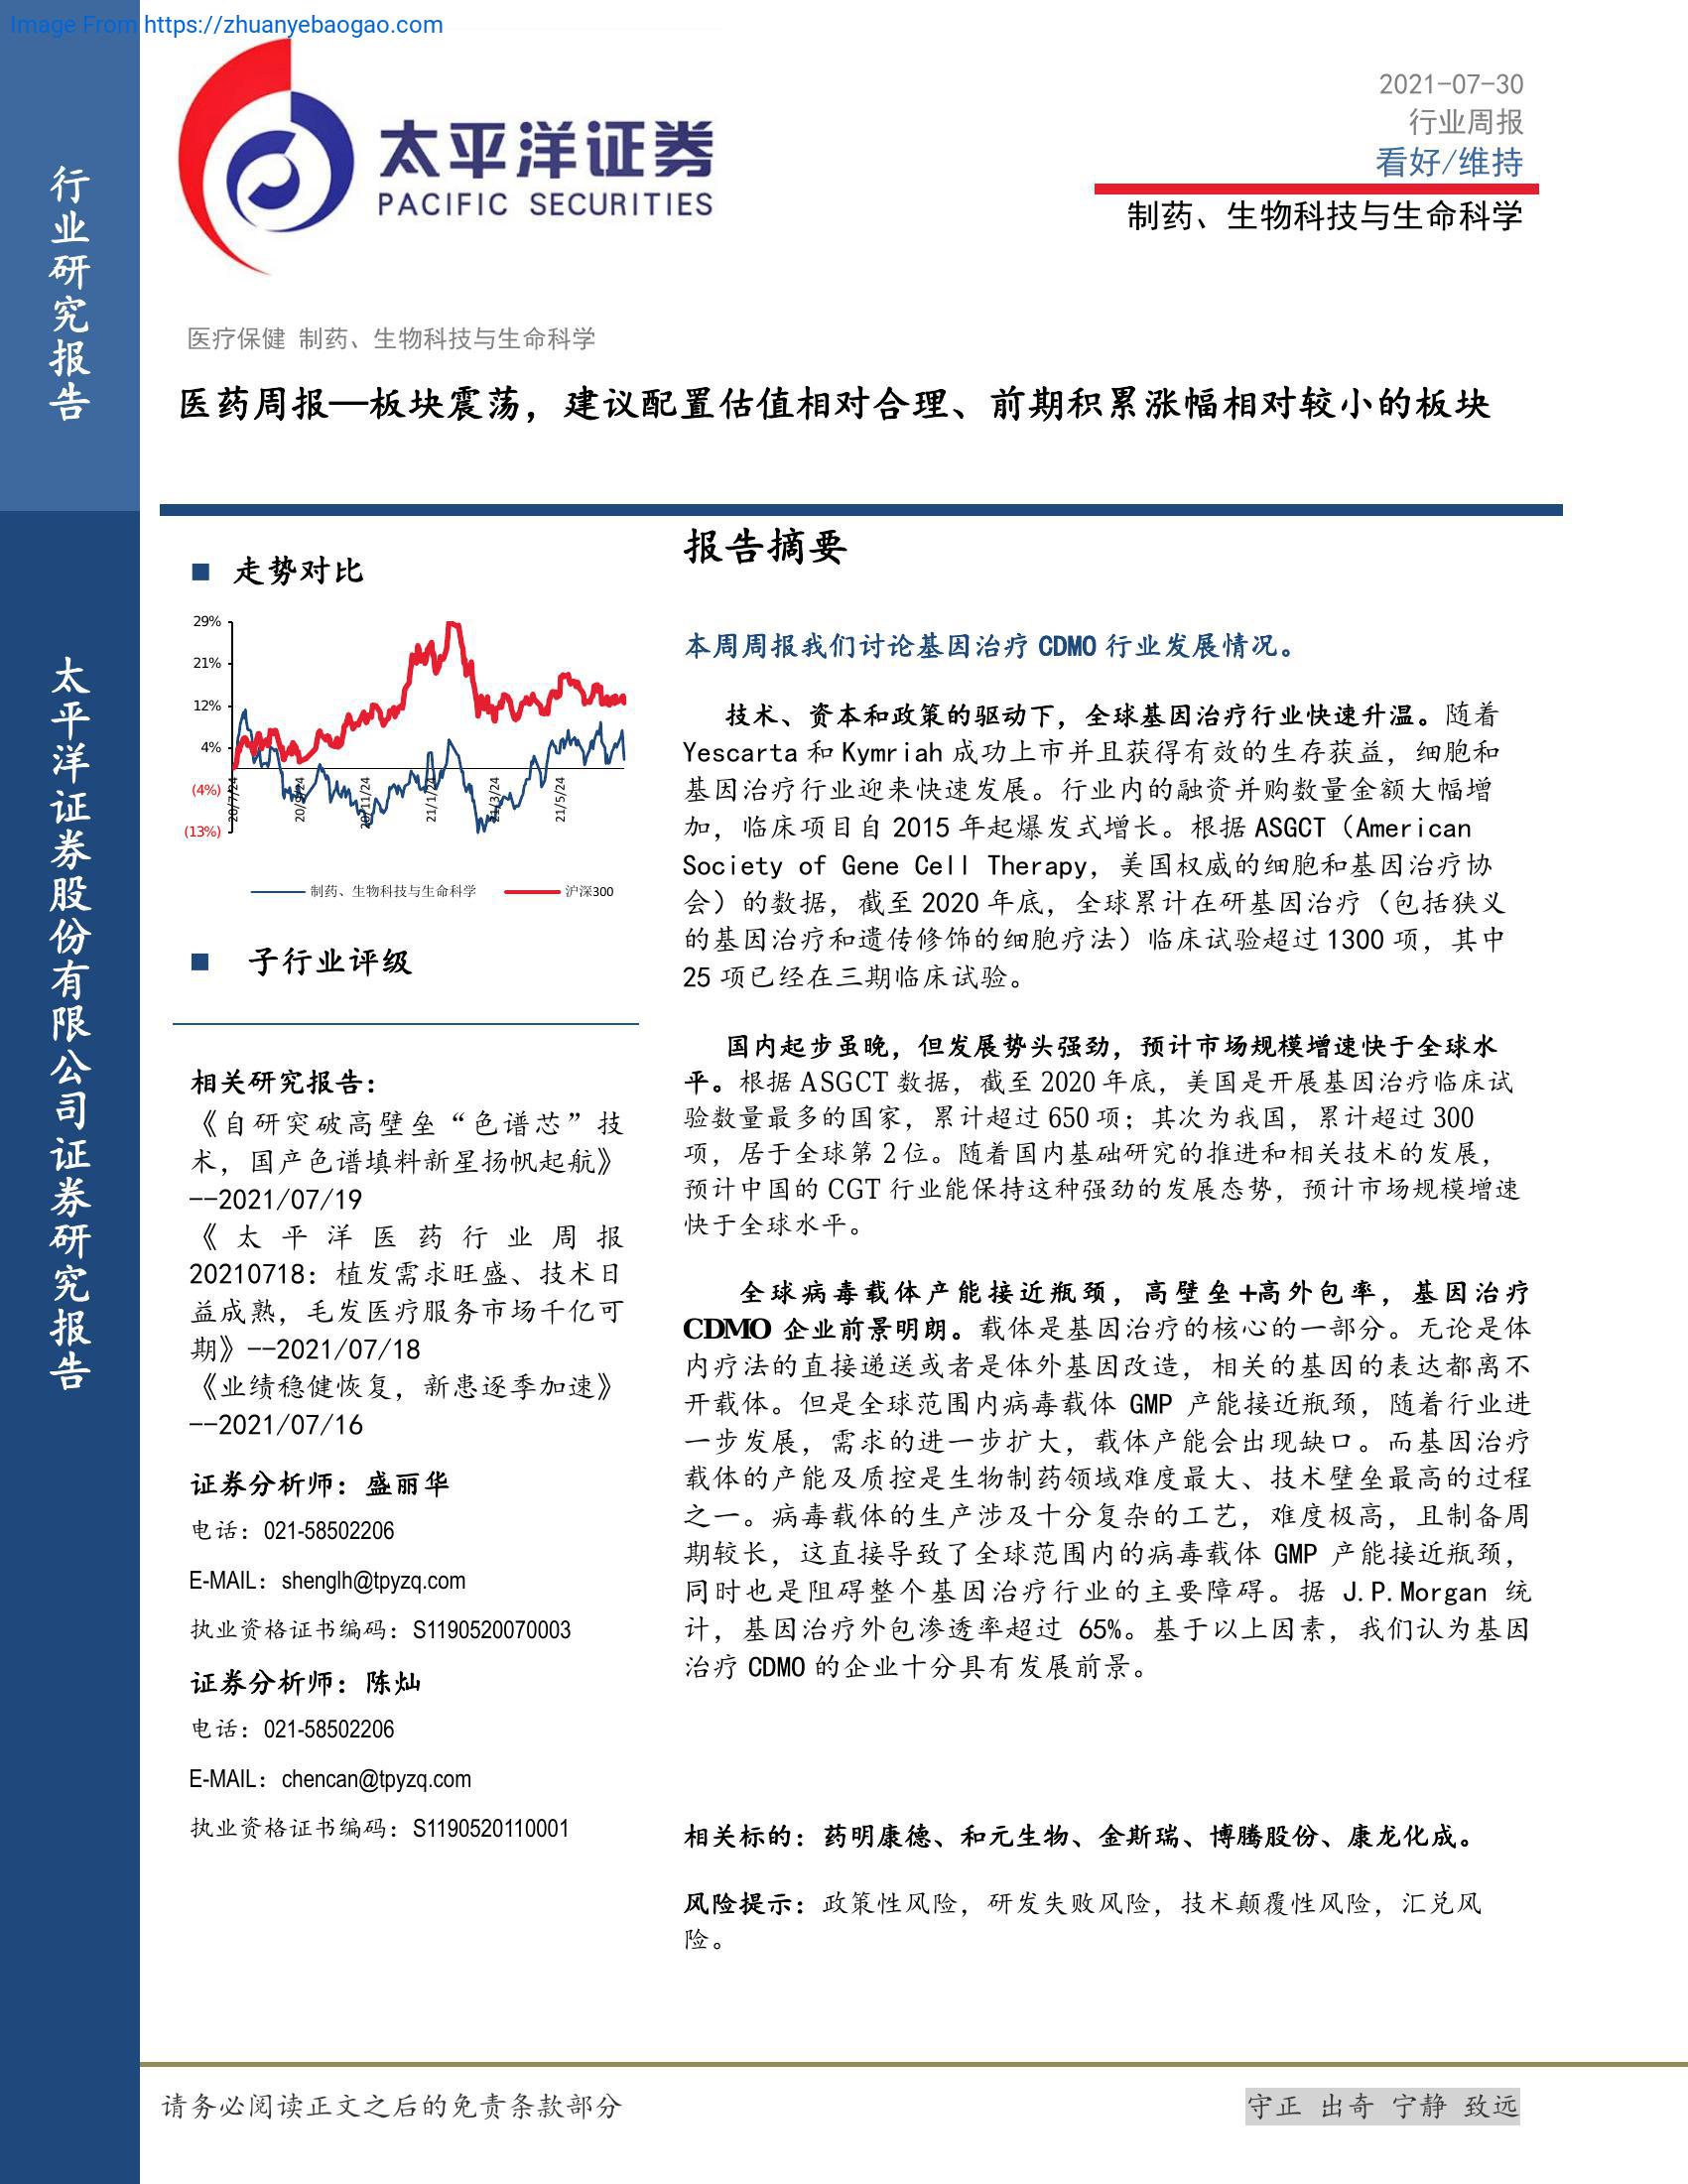 Image From https://zhuanyebaogao.com
行业研究报告
太平洋证券股份有限公司证券研究报告
太平洋证券
PACIFIC SECURITIES
2021-07-30
行业周报
看好/维持
制药、生物科技与生命科学
医疗保健 制药、生物科技与生命科学
医药周报—板块震荡，建议配置估值相对合理、前期积累涨幅相对较小的板块
走势对比
29%
21%
12%
4%
(4%)
(13%)
20/7/24
20/9/24
20/11/24
21/1/24
21/3/24
21/5/24
制药、生物科技与生命科学 沪深300
子行业评级
相关研究报告：
《自研突破高壁垒“色谱芯”技
术，国产色谱填料新星扬帆起航》
--2021/07/19
《太平洋医药行业周报
20210718：植发需求旺盛、技术日
益成熟，毛发医疗服务市场千亿可
期》--2021/07/18
《业绩稳健恢复，新患逐季加速》
--2021/07/16
证券分析师：盛丽华
电话：021-58502206
E-MAIL：shenglh@tpyzq.com
执业资格证书编码：S1190520070003
证券分析师：陈灿
电话：021-58502206
E-MAIL：chencan@tpyzq.com
执业资格证书编码：S1190520110001
报告摘要
本周周报我们讨论基因治疗 CDMO 行业发展情况。
技术、资本和政策的驱动下，全球基因治疗行业快速升温。随着
Yescarta 和 Kymriah 成功上市并且获得有效的生存获益，细胞和
基因治疗行业迎来快速发展。行业内的融资并购数量金额大幅增
加，临床项目自 2015 年起爆发式增长。根据 ASGCT（American
Society of Gene Cell Therapy，美国权威的细胞和基因治疗协
会）的数据，截至 2020 年底，全球累计在研基因治疗（包括狭义
的基因治疗和遗传修饰的细胞疗法）临床试验超过 1300 项，其中
25 项已经在三期临床试验。
国内起步虽晚，但发展势头强劲，预计市场规模增速快于全球水
平。根据 ASGCT 数据，截至 2020 年底，美国是开展基因治疗临床试
验数量最多的国家，累计超过 650 项；其次为我国，累计超过 300
项，居于全球第 2 位。随着国内基础研究的推进和相关技术的发展，
预计中国的 CGT 行业能保持这种强劲的发展态势，预计市场规模增速
快于全球水平。
全球病毒载体产能接近瓶颈，高壁垒+高外包率，基因治疗
CDMO 企业前景明朗。载体是基因治疗的核心的一部分。无论是体
内疗法的直接递送或者是体外基因改造，相关的基因的表达都离不
开载体。但是全球范围内病毒载体 GMP 产能接近瓶颈，随着行业进
一步发展，需求的进一步扩大，载体产能会出现缺口。而基因治疗
载体的产能及质控是生物制药领域难度最大、技术壁垒最高的过程
之一。病毒载体的生产涉及十分复杂的工艺，难度极高，且制备周
期较长，这直接导致了全球范围内的病毒载体 GMP 产能接近瓶颈，
同时也是阻碍整个基因治疗行业的主要障碍。据 J.P.Morgan 统
计，基因治疗外包渗透率超过 65%。基于以上因素，我们认为基因
治疗 CDMO 的企业十分具有发展前景。
相关标的：药明康德、和元生物、金斯瑞、博腾股份、康龙化成。
风险提示：政策性风险，研发失败风险，技术颠覆性风险，汇兑风
险。
请务必阅读正文之后的免责条款部分
守正 出奇 宁静 致远